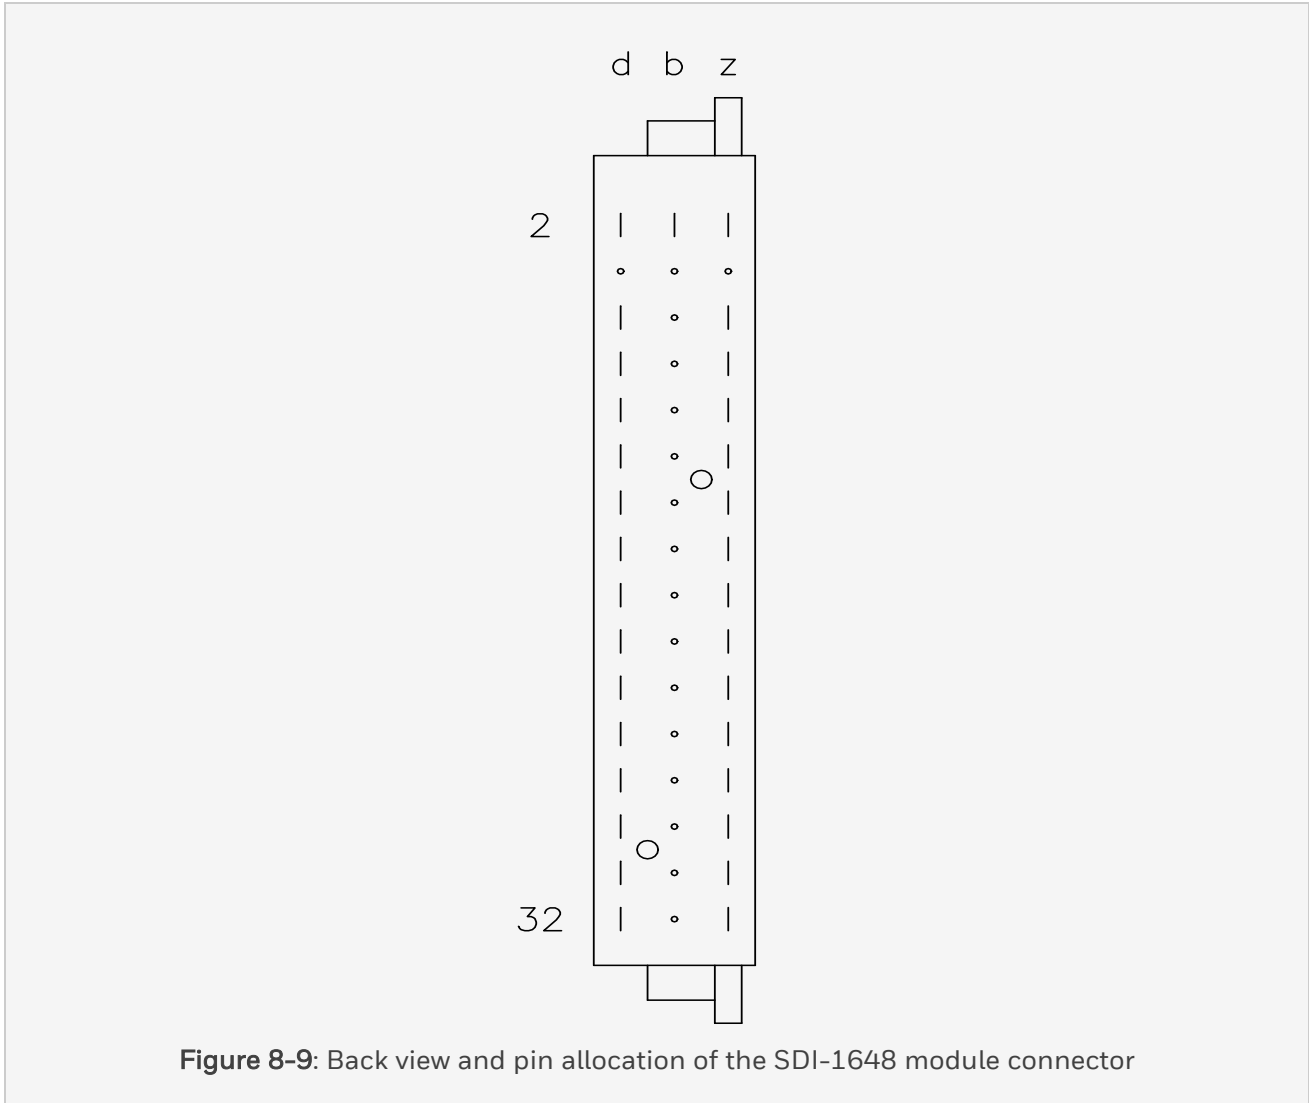 d b z
2
32
Figure 8-9: Back view and pin allocation of the SDI-1648 module connector